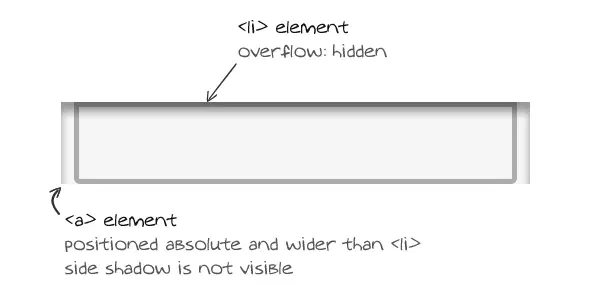 <li> element
overflow: hidden
<a> element
positioned absolute and wider than <li>
side shadow is not visible